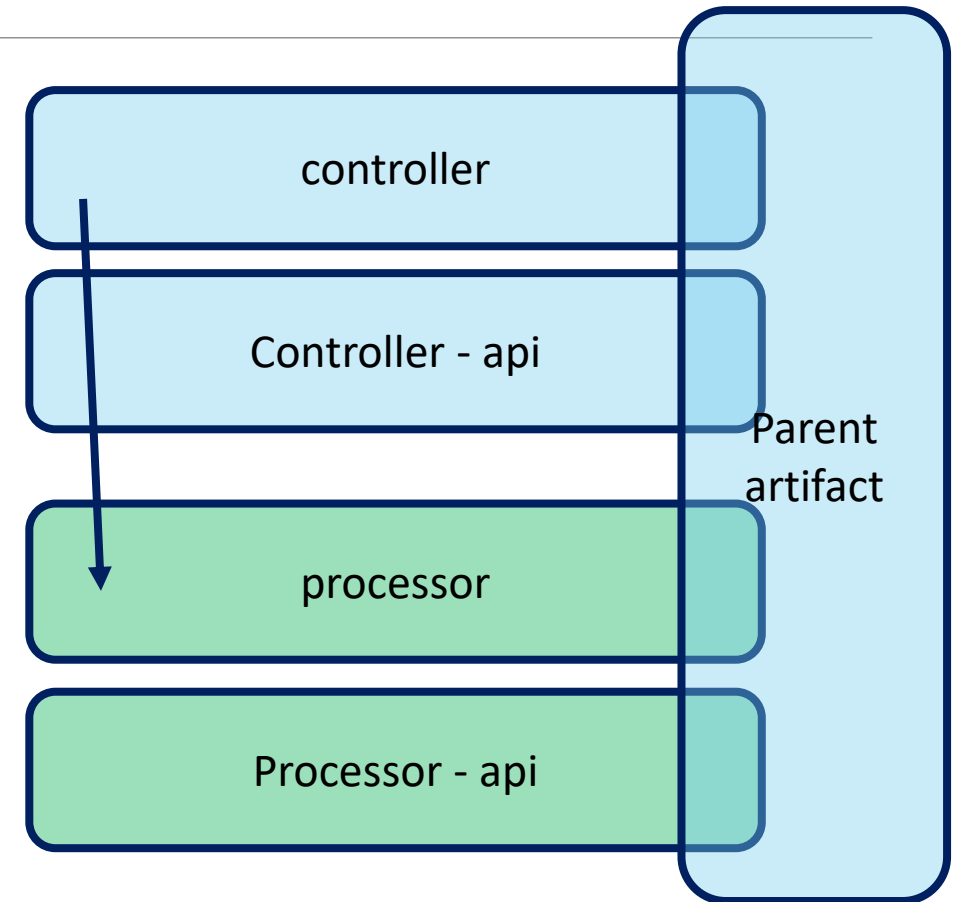 controller
Controller - api
Parent
artifact
processor
Processor - api